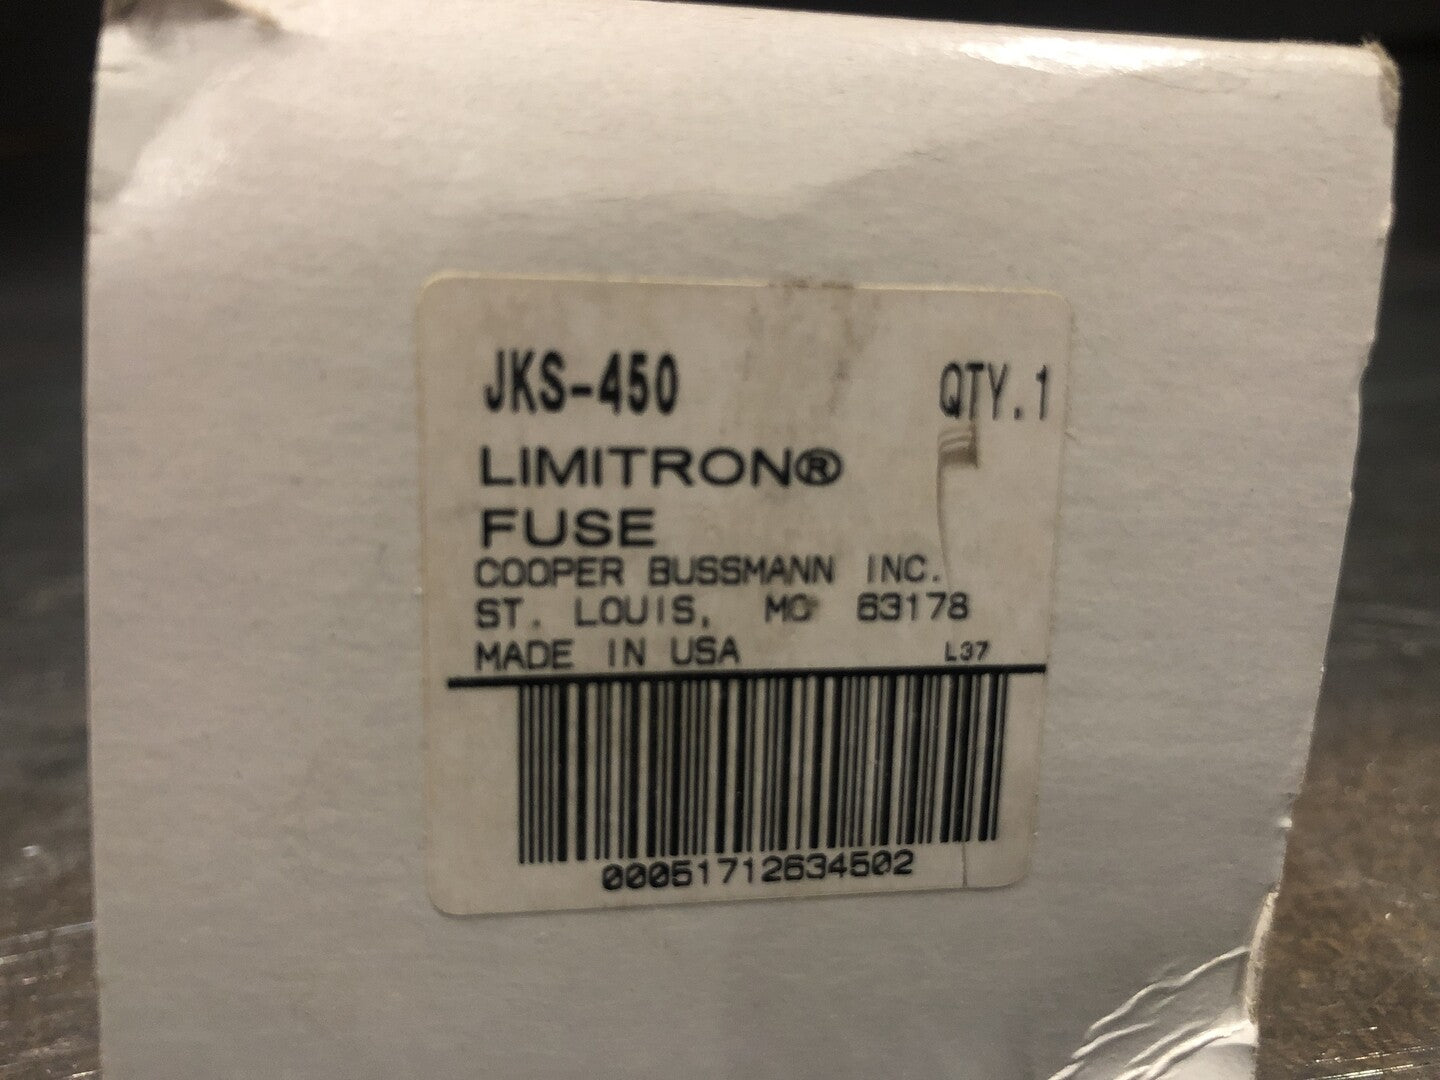 JKS-450 QTY.1
LIMITRON®
FUSE
COOPER BUSSMANN INC.
ST. LOUIS, MO 63178
MADE IN USA L37
00051712634502